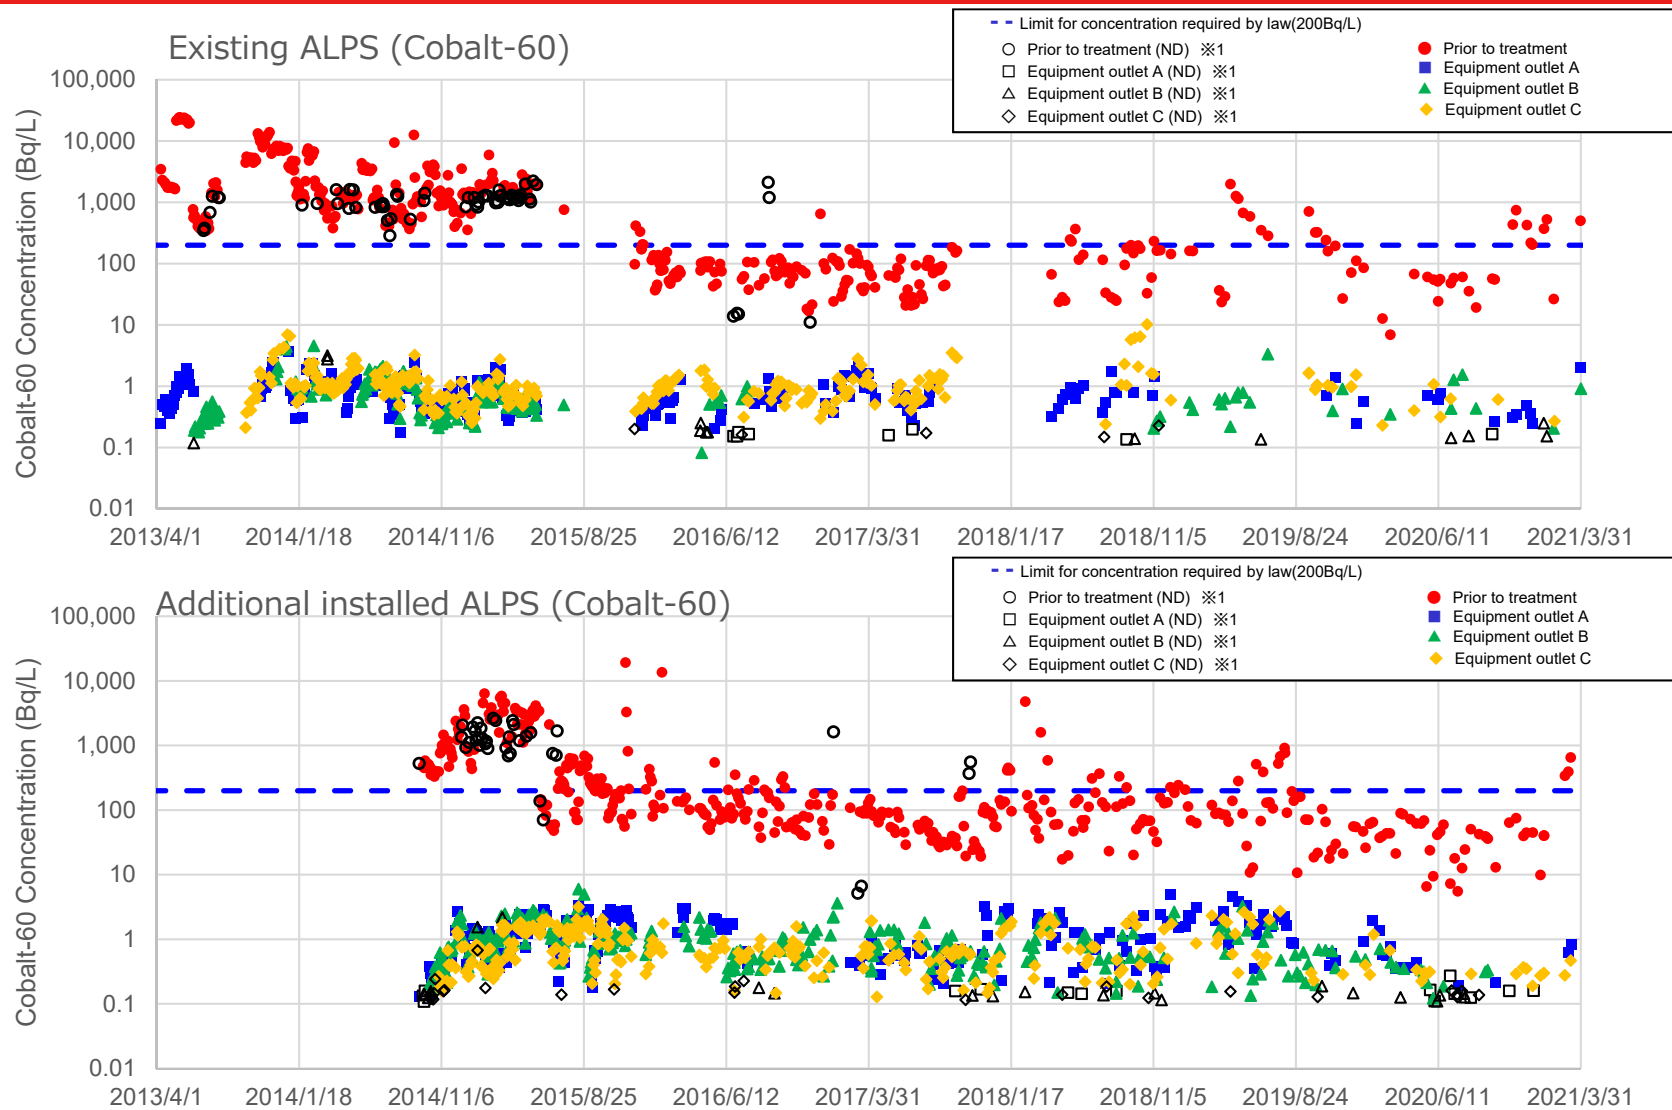 Existing ALPS (Cobalt-60)
Limit for concentration required by law(200Bq/L)
Prior to treatment (ND) ※1
Equipment outlet A (ND) ※1
Equipment outlet B (ND) ※1
Equipment outlet C (ND) ※1
Prior to treatment
Equipment outlet A
Equipment outlet B
Equipment outlet C
Cobalt-60 Concentration (Bq/L)
100,000
10,000
1,000
100
10
1
0.1
0.01
2013/4/1 2014/1/18 2014/11/6 2015/8/25 2016/6/12 2017/3/31 2018/1/17 2018/11/5 2019/8/24 2020/6/11 2021/3/31
Additional installed ALPS (Cobalt-60)
Limit for concentration required by law(200Bq/L)
Prior to treatment (ND) ※1
Equipment outlet A (ND) ※1
Equipment outlet B (ND) ※1
Equipment outlet C (ND) ※1
Prior to treatment
Equipment outlet A
Equipment outlet B
Equipment outlet C
Cobalt-60 Concentration (Bq/L)
100,000
10,000
1,000
100
10
1
0.1
0.01
2013/4/1 2014/1/18 2014/11/6 2015/8/25 2016/6/12 2017/3/31 2018/1/17 2018/11/5 2019/8/24 2020/6/11 2021/3/31